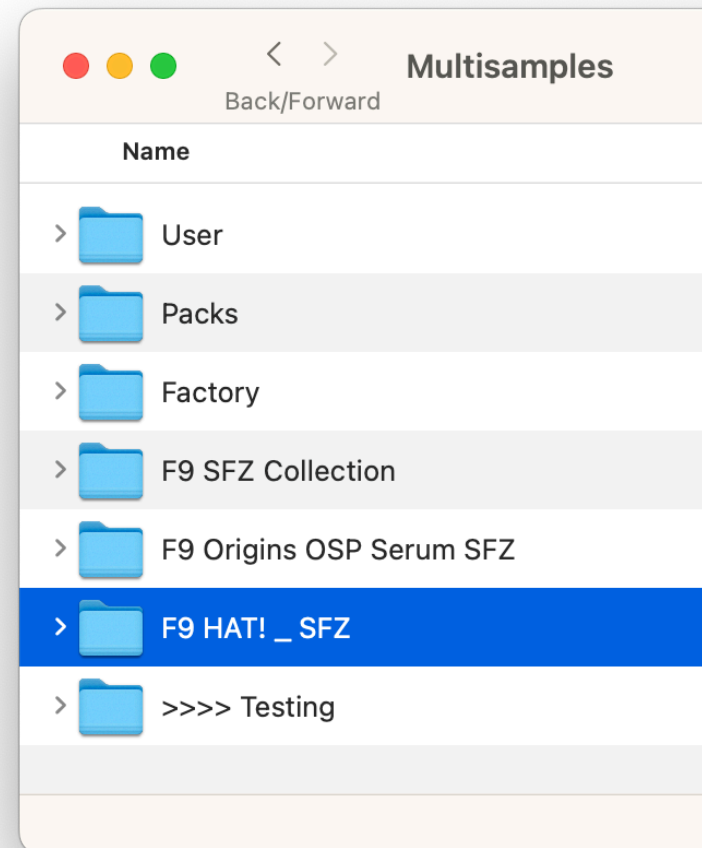 Multisamples
Back/Forward
Name
User
Packs
Factory
F9 SFZ Collection
F9 Origins OSP Serum SFZ
F9 HAT! _ SFZ
>>>> Testing